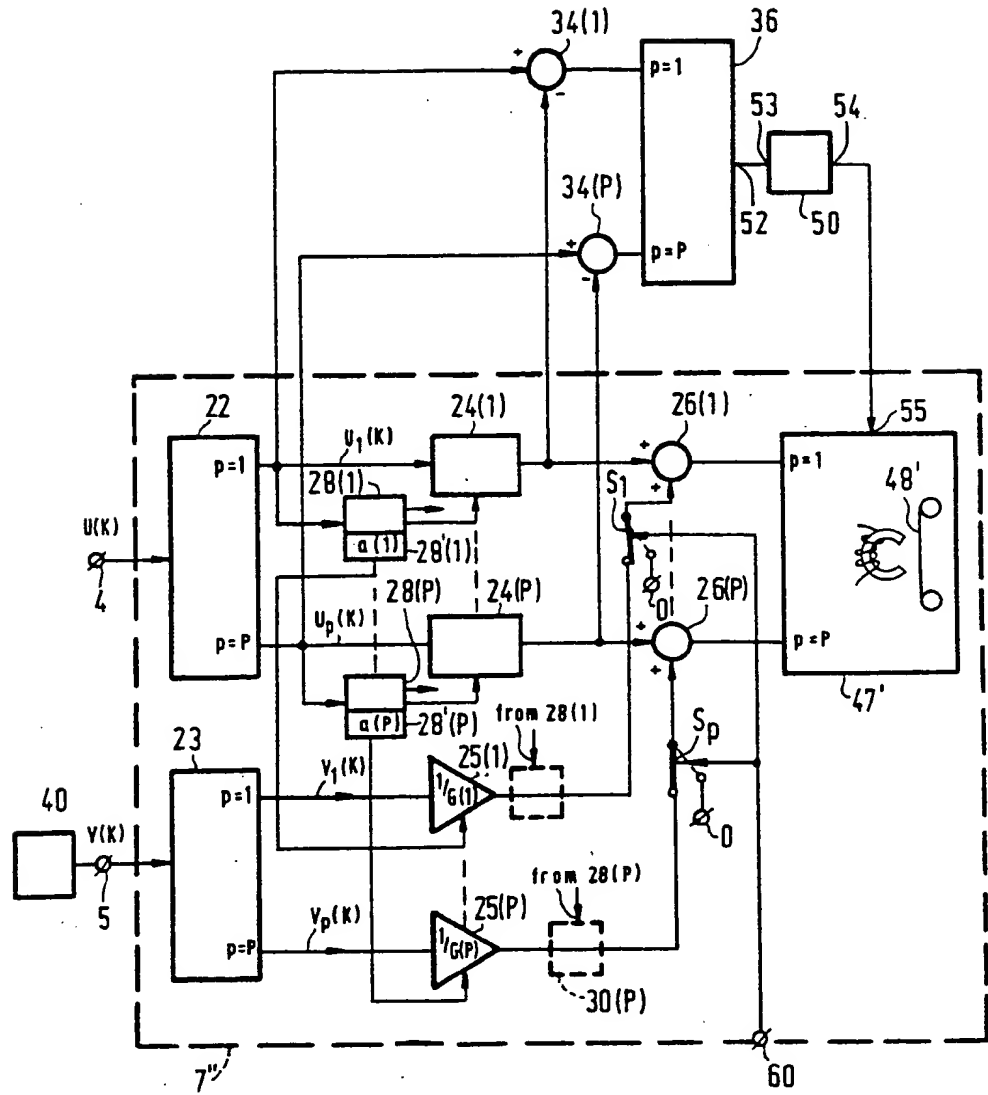 34(1)
36
+
-
p=1
53
54
34(P)
52
50
+
-
p=P
22
24(1)
26(1)
55
p=1
U₁(K)
+
p=1
28(1)
+
S1
48'
U(K)
a(1)
28'(1)
4
28(P)
24(P)
0
26(P)
Up(K)
p=P
+
p=P
+
a(P)
28'(P)
47'
from 28(1)
Sp
23
25(1)
V₁(K)
p=1
1/G(1)
40
V(K)
0
5
from 28(P)
25(P)
Vp(K)
p=P
1/G(P)
30(P)
7"
60